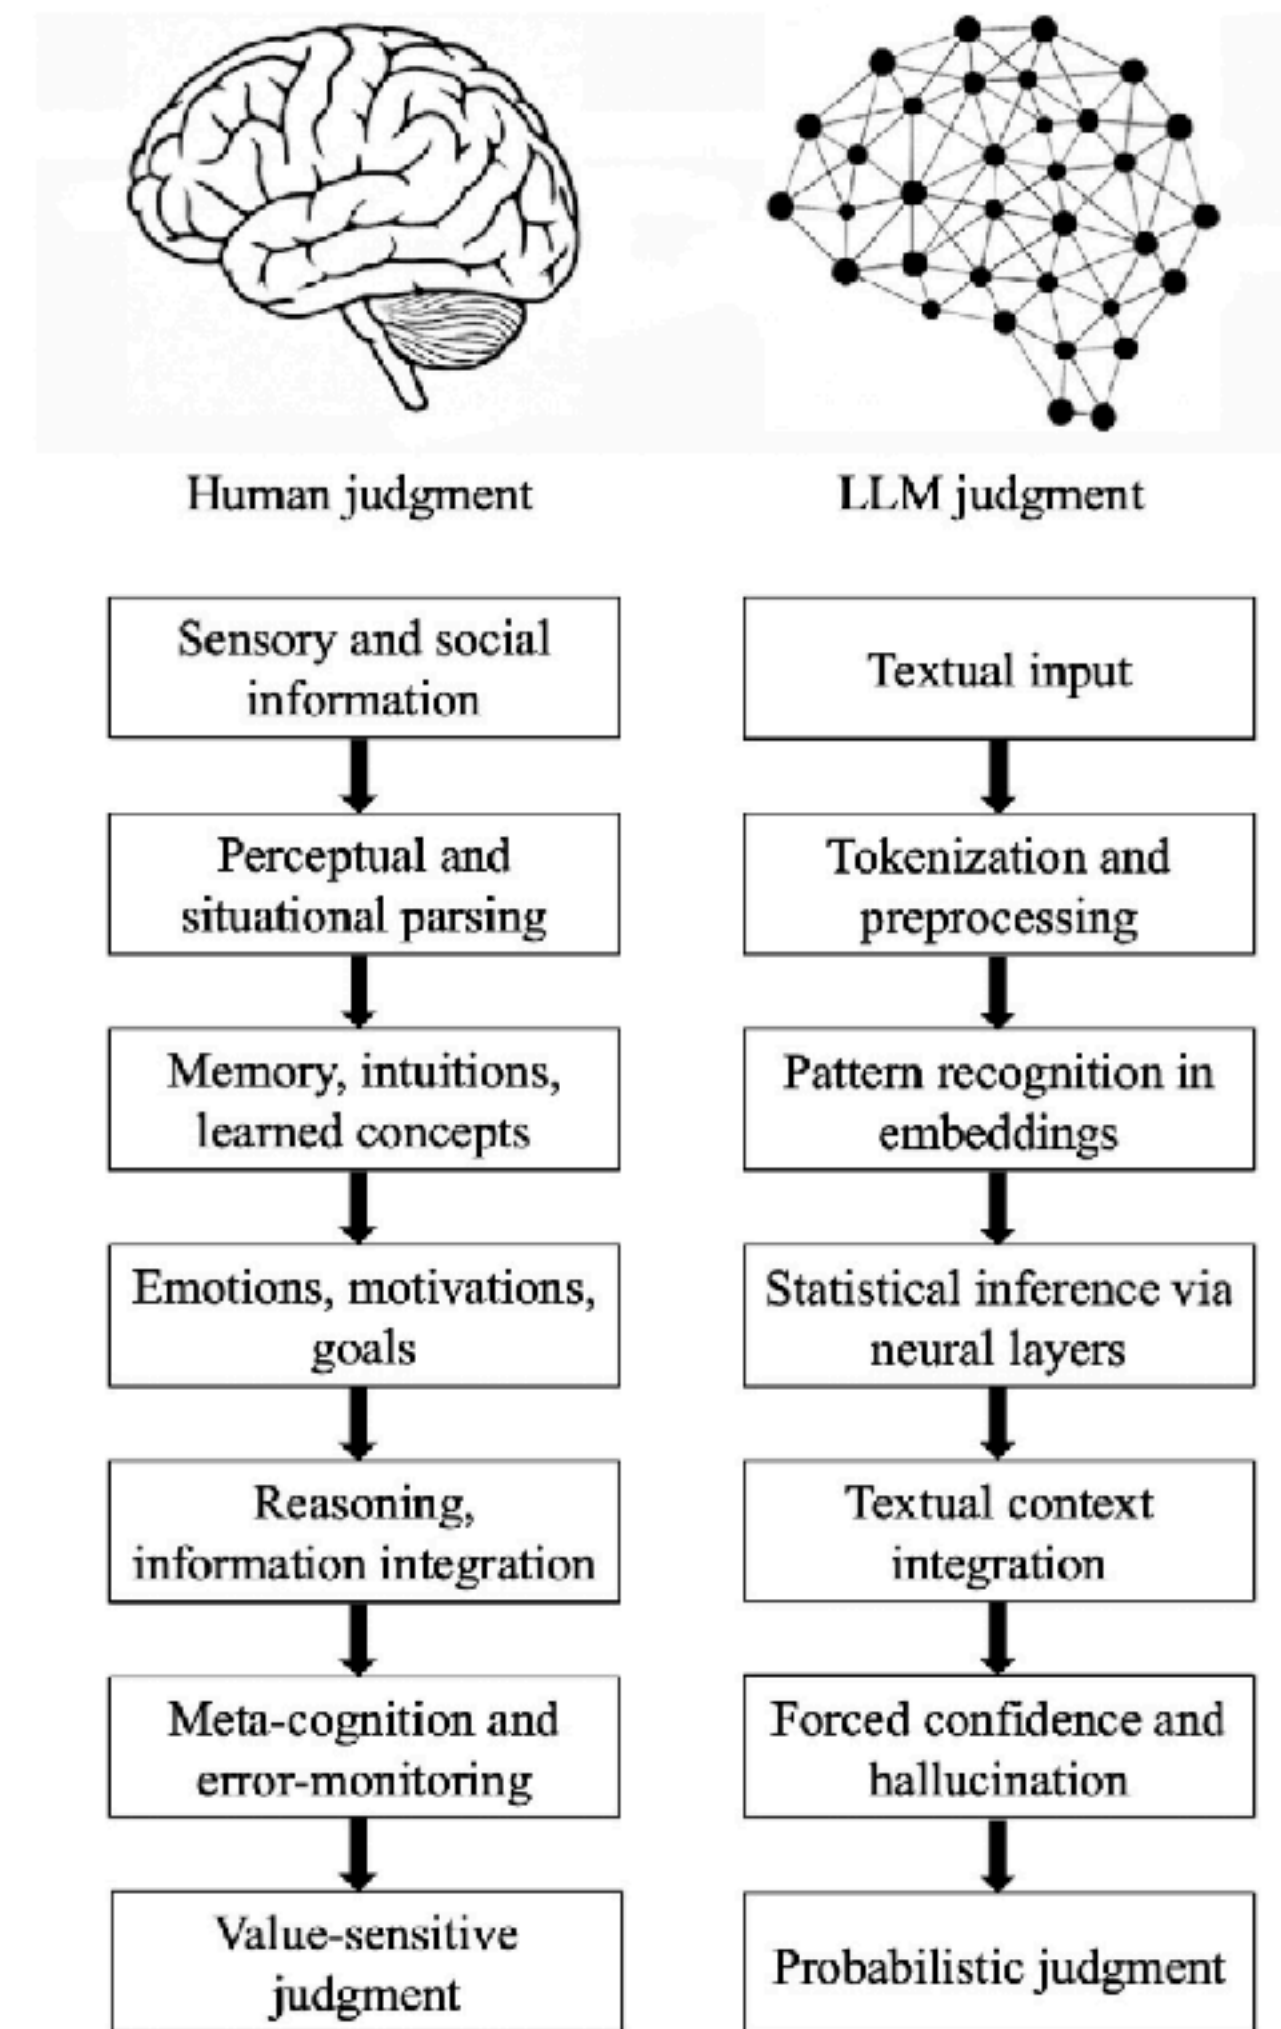 Human judgment
LLM judgment
Sensory and social
information
Textual input
Perceptual and
situational parsing
Tokenization and
preprocessing
Memory, intuitions,
learned concepts
Pattern recognition in
embeddings
Emotions, motivations,
goals
Statistical inference via
neural layers
Reasoning,
information integration
Textual context
integration
Meta-cognition and
error-monitoring
Forced confidence and
hallucination
Value-sensitive
judgment
Probabilistic judgment